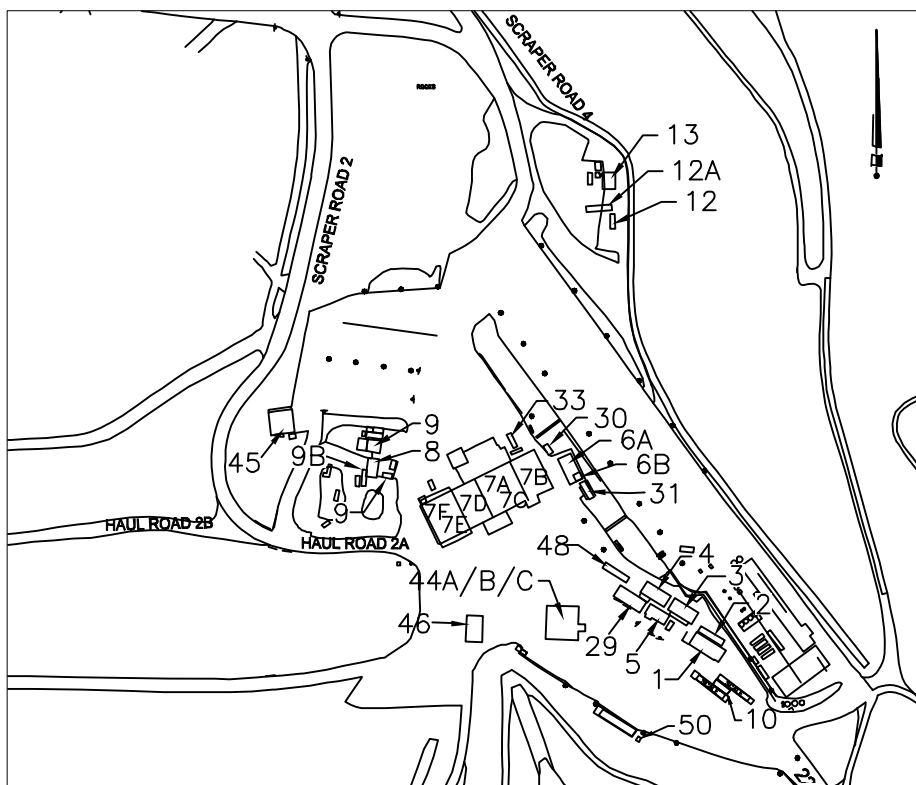 SCRAPER ROAD 4
ROCKS
13
12A
12
SCRAPER ROAD 2
33
30
6A
6B
31
9
8
9B
45
9
7B
7A
7C
7D
7F
7E
HAUL ROAD 2B
HAUL ROAD 2A
48
4
3
2
44A/B/C
46
29
5
1
10
50